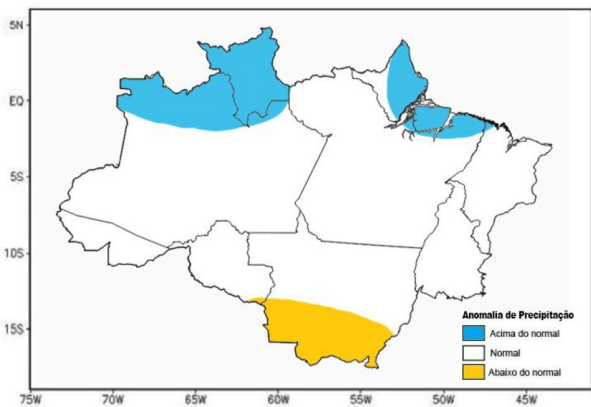 5N
EQ
5S
10S
15S
75W 70W 65W 60W 55W 50W 45W
Anomalia de Precipitação
Acima do normal
Normal
Abaixo do normal